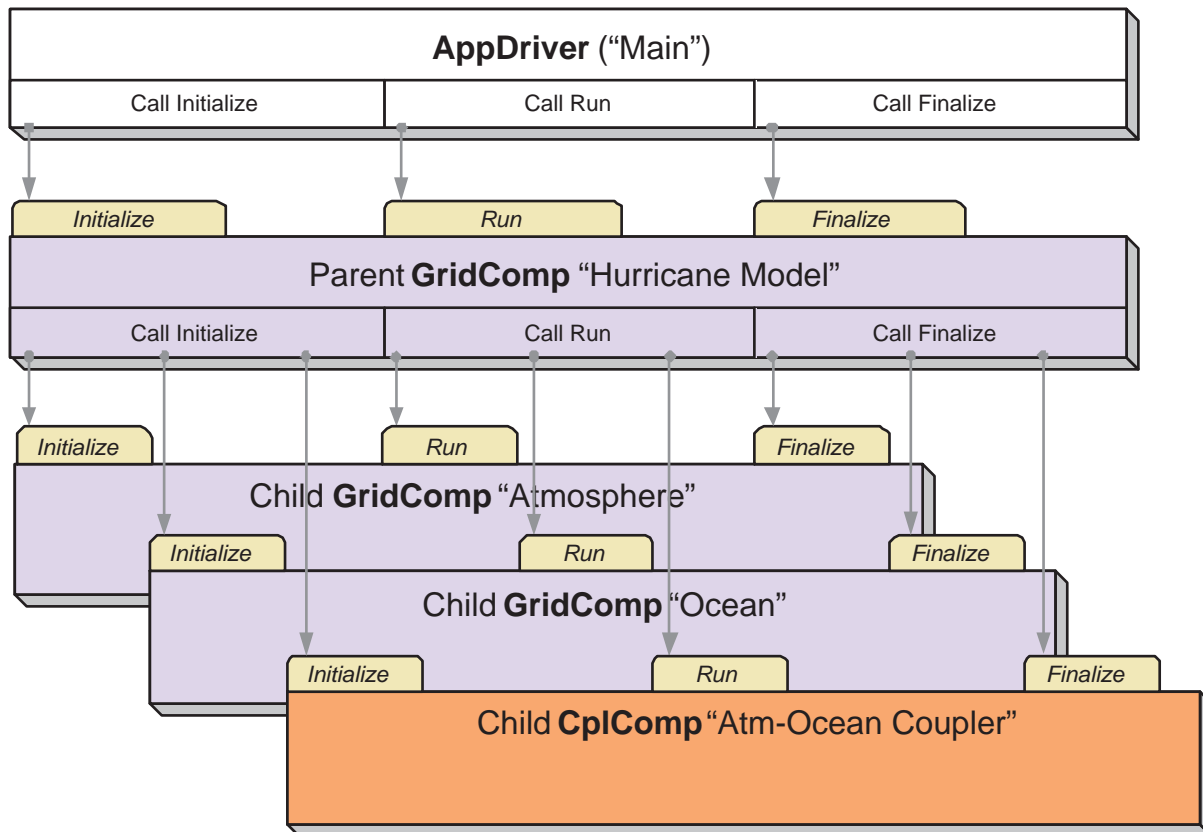 AppDriver (“Main”)
Call Initialize
Call Run
Call Finalize
Initialize
Run
Finalize
Parent GridComp “Hurricane Model”
Call Initialize
Call Run
Call Finalize
Initialize
Run
Finalize
Child GridComp “Atmosphere”
Initialize
Run
Finalize
Child GridComp “Ocean”
Initialize
Run
Finalize
Child CplComp “Atm-Ocean Coupler”